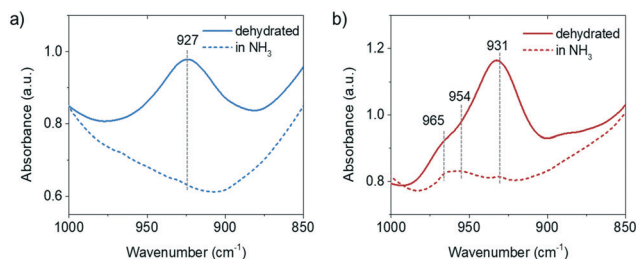 a)
927
dehydrated
in NH₃
1.0
0.8
0.6
Absorbance (a.u.)
1000 950 900 850
Wavenumber (cm⁻¹)
b)
931
dehydrated
in NH₃
954
965
1.2
1.0
0.8
Absorbance (a.u.)
1000 950 900 850
Wavenumber (cm⁻¹)